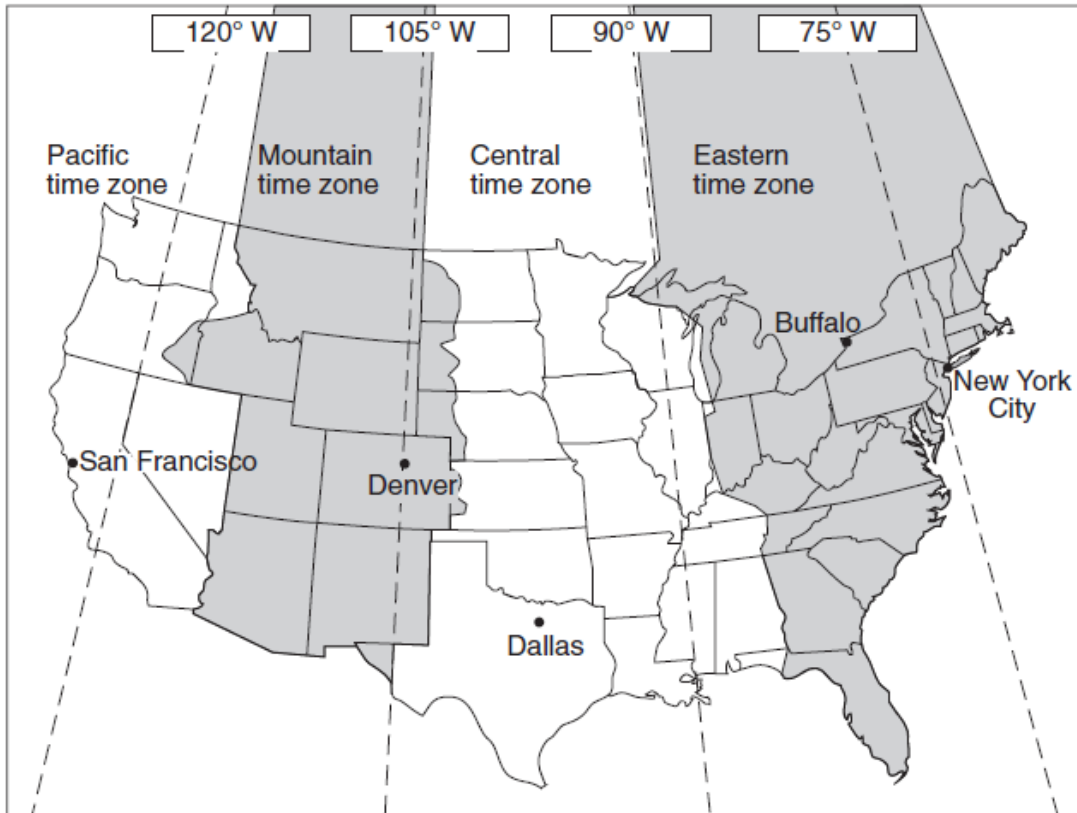 120° W
105° W
90° W
75° W
Pacific
time zone
Mountain
time zone
Central
time zone
Eastern
time zone
Buffalo
New York
City
San Francisco
Denver
Dallas